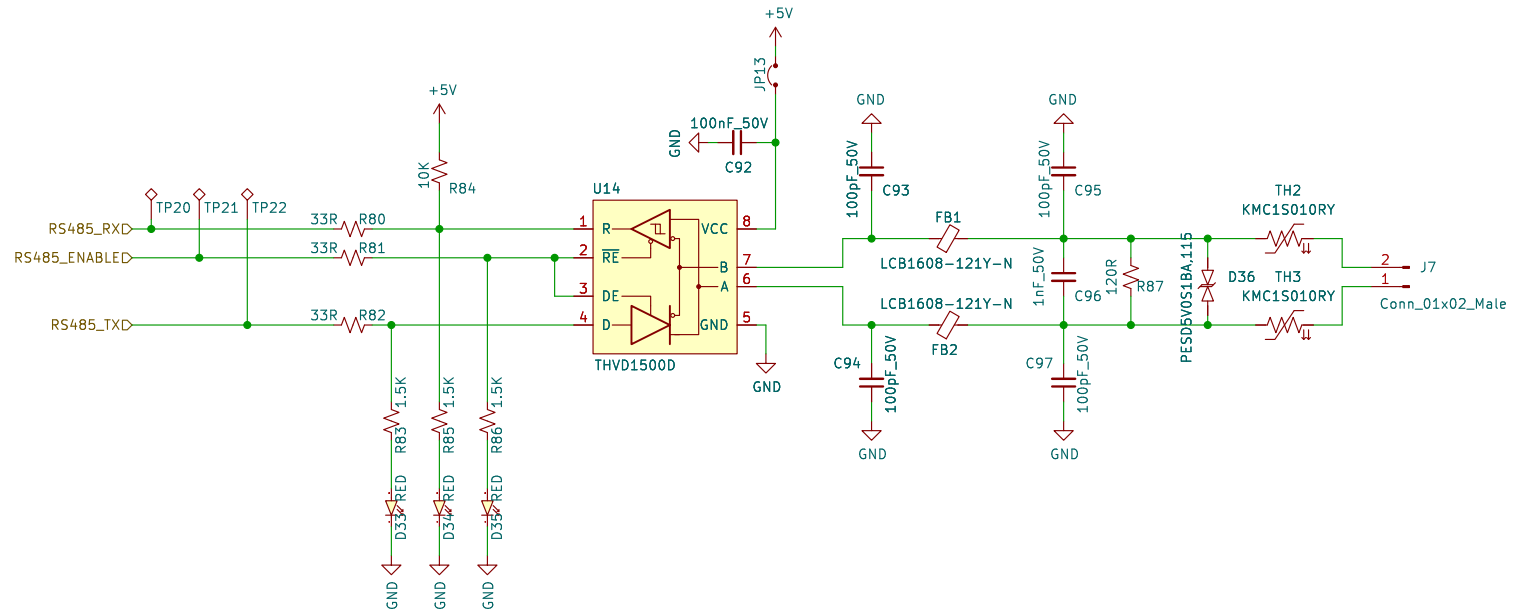 +5V
JP13
+5V
10K
R84
GND
100nF_50V
C92
GND
100pF_50V
C93
GND
100pF_50V
C95
TP20
TP21
TP22
RS485_RX
33R
R80
RS485_ENABLE
33R
R81
RS485_TX
33R
R82
U14
1
R
2
RE
3
DE
4
D
VCC
8
B
7
A
6
GND
5
THVD1500D
GND
FB1
LCB1608-121Y-N
LCB1608-121Y-N
FB2
1nF_50V
C96
120R
R87
PESD5V0S1BA,115
D36
TH2
KMC1S010RY
TH3
KMC1S010RY
2
1
J7
Conn_01x02_Male
C94
100pF_50V
GND
C97
100pF_50V
GND
1.5K
R83
1.5K
R85
1.5K
R86
RED
D33
RED
D34
RED
D35
GND
GND
GND